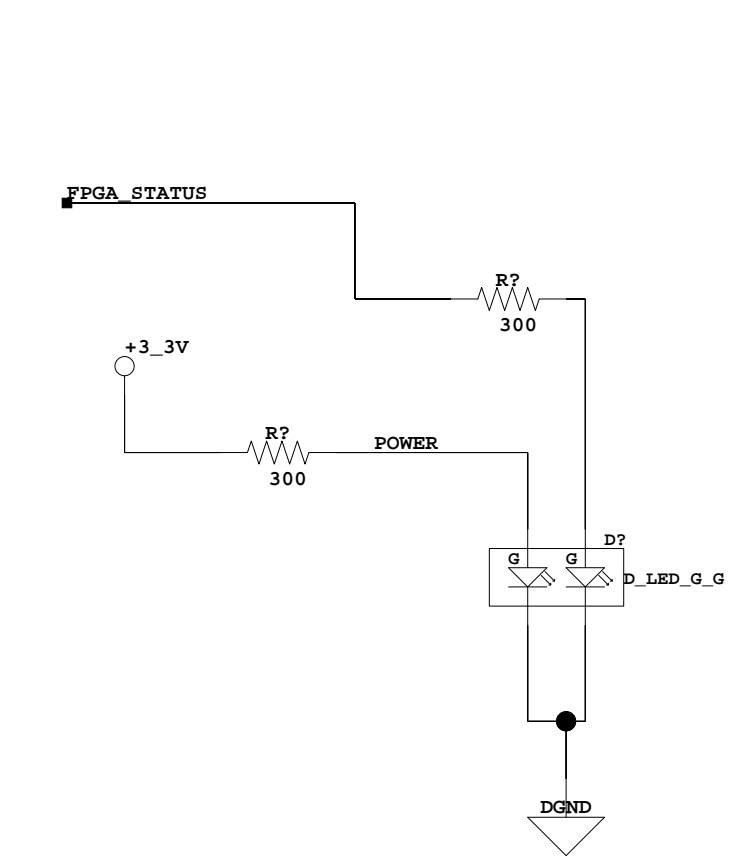 FPGA_STATUS
R?
300
+3_3V
R?
POWER
300
D?
G
G
D_LED_G_G
DGND